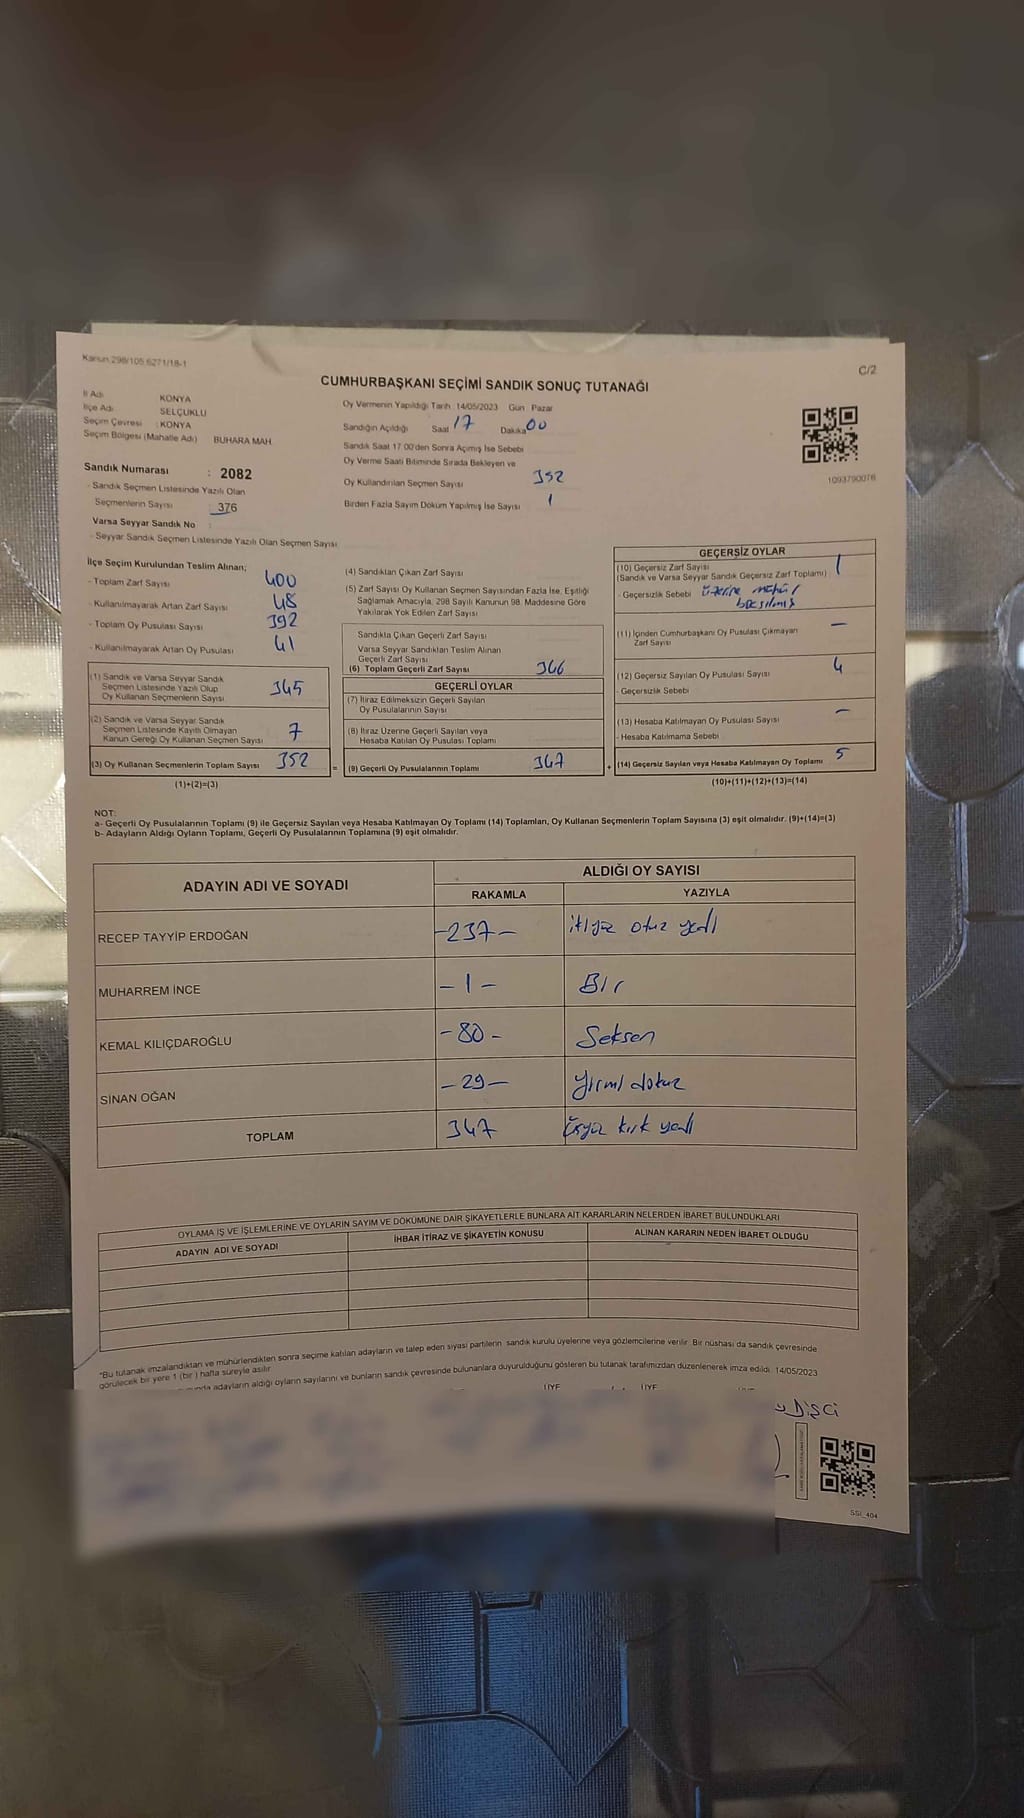 Kanun:298/105.6271/18-1
C/2
CUMHURBAŞKANI SEÇİMİ SANDIK SONUÇ TUTANAĞI
İl Adı : KONYA
İlçe Adı : SELÇUKLU
Seçim Çevresi : KONYA
Seçim Bölgesi (Mahalle Adı) BUHARA MAH.
Sandık Numarası : 2082
- Sandık Seçmen Listesinde Yazılı Olan
Seçmenlerin Sayısı : 376
Varsa Seyyar Sandık No :
- Seyyar Sandık Seçmen Listesinde Yazılı Olan Seçmen Sayısı
Oy Vermenin Yapıldığı Tarih :14/05/2023 Gün Pazar
Sandığın Açıldığı Saat 17 Dakika 00
Sandık Saat 17:00'den Sonra Açımış İse Sebebi
Oy Verme Saati Bitiminde Sırada Bekleyen ve
Oy Kullandırılan Seçmen Sayısı 352
Birden Fazla Sayım Döküm Yapılmış İse Sayısı 1
1093790076
İlçe Seçim Kurulundan Teslim Alınan;
- Toplam Zarf Sayısı 400
- Kullanılmayarak Artan Zarf Sayısı 48
- Toplam Oy Pusulası Sayısı 392
- Kullanılmayarak Artan Oy Pusulası 41
(1) Sandık ve Varsa Seyyar Sandık
Seçmen Listesinde Yazılı Olup
Oy Kullanan Seçmenlerin Sayısı 345
(2) Sandık ve Varsa Seyyar Sandık
Seçmen Listesinde Kayıtlı Olmayan
Kanun Gereği Oy Kullanan Seçmen Sayısı 7
(3) Oy Kullanan Seçmenlerin Toplam Sayısı 352
(1)+(2)=(3)
(4) Sandıktan Çıkan Zarf Sayısı
(5) Zarf Sayısı Oy Kullanan Seçmen Sayısından Fazla İse, Eşitliği
Sağlamak Amacıyla, 298 Sayılı Kanunun 98. Maddesine Göre
Yakılarak Yok Edilen Zarf Sayısı
Sandıkta Çıkan Geçerli Zarf Sayısı
Varsa Seyyar Sandıktan Teslim Alınan
Geçerli Zarf Sayısı
(6) Toplam Geçerli Zarf Sayısı 346
GEÇERLİ OYLAR
(7) İtiraz Edilmeksizin Geçerli Sayılan
Oy Pusulalarının Sayısı
(8) İtiraz Üzerine Geçerli Sayılan veya
Hesaba Katılan Oy Pusulası Toplamı
= (9) Geçerli Oy Pusulalarının Toplamı 347
GEÇERSİZ OYLAR
(10) Geçersiz Zarf Sayısı
(Sandık ve Varsa Seyyar Sandık Geçersiz Zarf Toplamı) 1
- Geçersizlik Sebebi üzerine mühür
basılmış
(11) İçinden Cumhurbaşkanı Oy Pusulası Çıkmayan
Zarf Sayısı —
(12) Geçersiz Sayılan Oy Pusulası Sayısı 4
- Geçersizlik Sebebi
(13) Hesaba Katılmayan Oy Pusulası Sayısı —
- Hesaba Katılmama Sebebi
+ (14) Geçersiz Sayılan veya Hesaba Katılmayan Oy Toplamı 5
(10)+(11)+(12)+(13)=(14)
NOT:
a- Geçerli Oy Pusulalarının Toplamı (9) ile Geçersiz Sayılan veya Hesaba Katılmayan Oy Toplamı (14) Toplamları, Oy Kullanan Seçmenlerin Toplam Sayısına (3) eşit olmalıdır. (9)+(14)=(3)
b- Adayların Aldığı Oyların Toplamı, Geçerli Oy Pusulalarının Toplamına (9) eşit olmalıdır.
ADAYIN ADI VE SOYADI ALDIĞI OY SAYISI
RAKAMLA YAZIYLA
RECEP TAYYİP ERDOĞAN -237- ikiyüz otuz yedi
MUHARREM İNCE -1- Bir
KEMAL KILIÇDAROĞLU -80- Seksen
SİNAN OĞAN -29- Yirmi dokuz
TOPLAM 347 üçyüz kırk yedi
OYLAMA İŞ VE İŞLEMLERİNE VE OYLARIN SAYIM VE DÖKÜMÜNE DAİR ŞİKAYETLERLE BUNLARA AİT KARARLARIN NELERDEN İBARET BULUNDUKLARI
ADAYIN ADI VE SOYADI İHBAR İTİRAZ VE ŞİKAYETİN KONUSU ALINAN KARARIN NEDEN İBARET OLDUĞU
*Bu tutanak imzalandıktan ve mühürlendikten sonra seçime katılan adayların ve talep eden siyasi partilerin sandık kurulu üyelerine veya gözlemcilerine verilir. Bir nüshası da sandık çevresinde
görülecek bir yere 1 (bir) hafta süreyle asılır.
adayların aldığı oyların sayılarını ve bunların sandık çevresinde bulunanlara duyurulduğunu gösteren bu tutanak tarafımızdan düzenlenerek imza edildi. 14/05/2023
ÜYE ÜYE
DİŞCİ
SSI_404